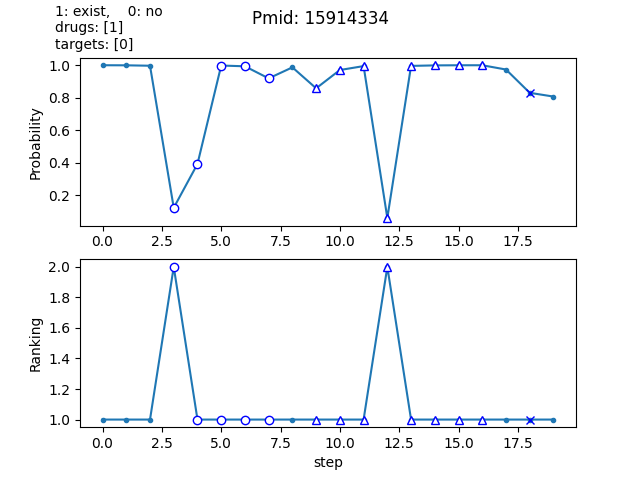 1: exist,    0: no
drugs: [1]
targets: [0]
Pmid: 15914334
Probability
1.0
0.8
0.6
0.4
0.2
0.0 2.5 5.0 7.5 10.0 12.5 15.0 17.5
Ranking
2.0
1.8
1.6
1.4
1.2
1.0
0.0 2.5 5.0 7.5 10.0 12.5 15.0 17.5
step